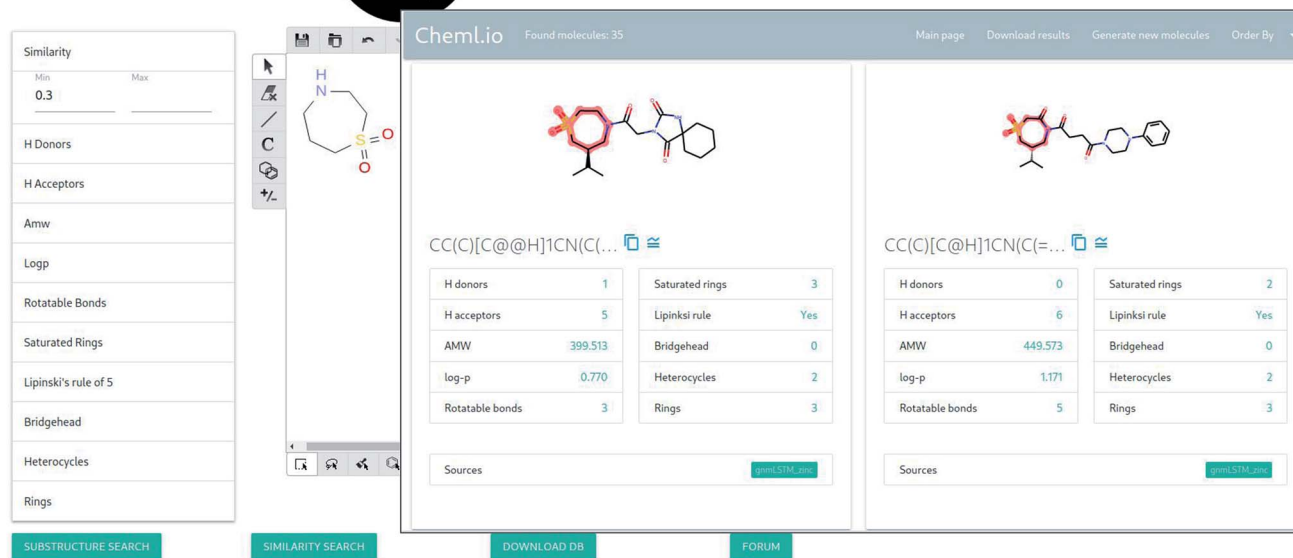 Similarity
Min Max
0.3
H Donors
H Acceptors
Amw
Logp
Rotatable Bonds
Saturated Rings
Lipinski's rule of 5
Bridgehead
Heterocycles
Rings
SUBSTRUCTURE SEARCH
SIMILARITY SEARCH
DOWNLOAD DB
FORUM
C
+/-
H
N
S
O
O
Cheml.io Found molecules: 35 Main page Download results Generate new molecules Order By
CC(C)[C@@H]1CN(C(...
H donors 1
H acceptors 5
AMW 399.513
log-p 0.770
Rotatable bonds 3
Saturated rings 3
Lipinksi rule Yes
Bridgehead 0
Heterocycles 2
Rings 3
Sources gnmLSTM_zinc
CC(C)[C@H]1CN(C(=...
H donors 0
H acceptors 6
AMW 449.573
log-p 1.171
Rotatable bonds 5
Saturated rings 2
Lipinksi rule Yes
Bridgehead 0
Heterocycles 2
Rings 3
Sources gnmLSTM_zinc